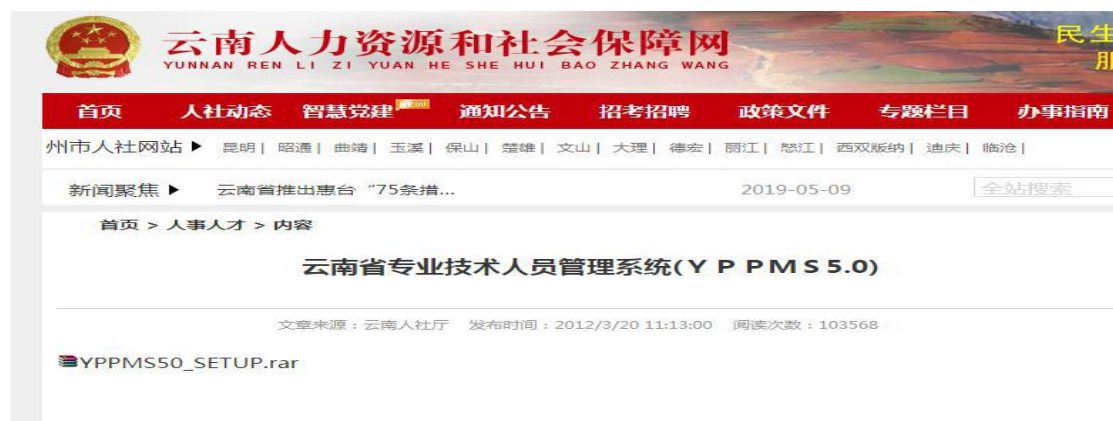 云南人力资源和社会保障网
YUNNAN REN LI ZI YUAN HE SHE HUI BAO ZHANG WANG
民生
首页 人社动态 智慧党建 NEW 通知公告 招考招聘 政策文件 专题栏目 办事指南
州市人社网站 ▶ 昆明| 昭通| 曲靖| 玉溪| 保山| 楚雄| 文山| 大理| 德宏| 丽江| 怒江| 西双版纳| 迪庆| 临沧|
新闻聚焦 ▶ 云南省推出惠台“75条措... 2019-05-09 全站搜索
首页 > 人事人才 > 内容
云南省专业技术人员管理系统(Y P P M S 5.0)
文章来源：云南人社厅 发布时间：2012/3/20 11:13:00 阅读次数：103568
YPPMS50_SETUP.rar